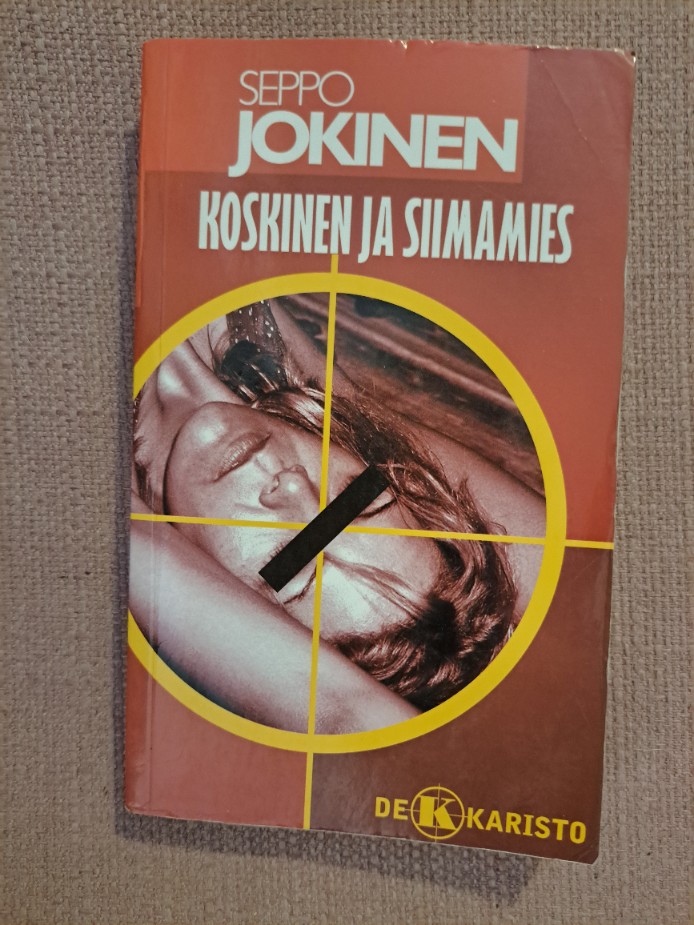 SEPPO
JOKINEN
KOSKINEN JA SIIMAMIES
DEKKARISTO